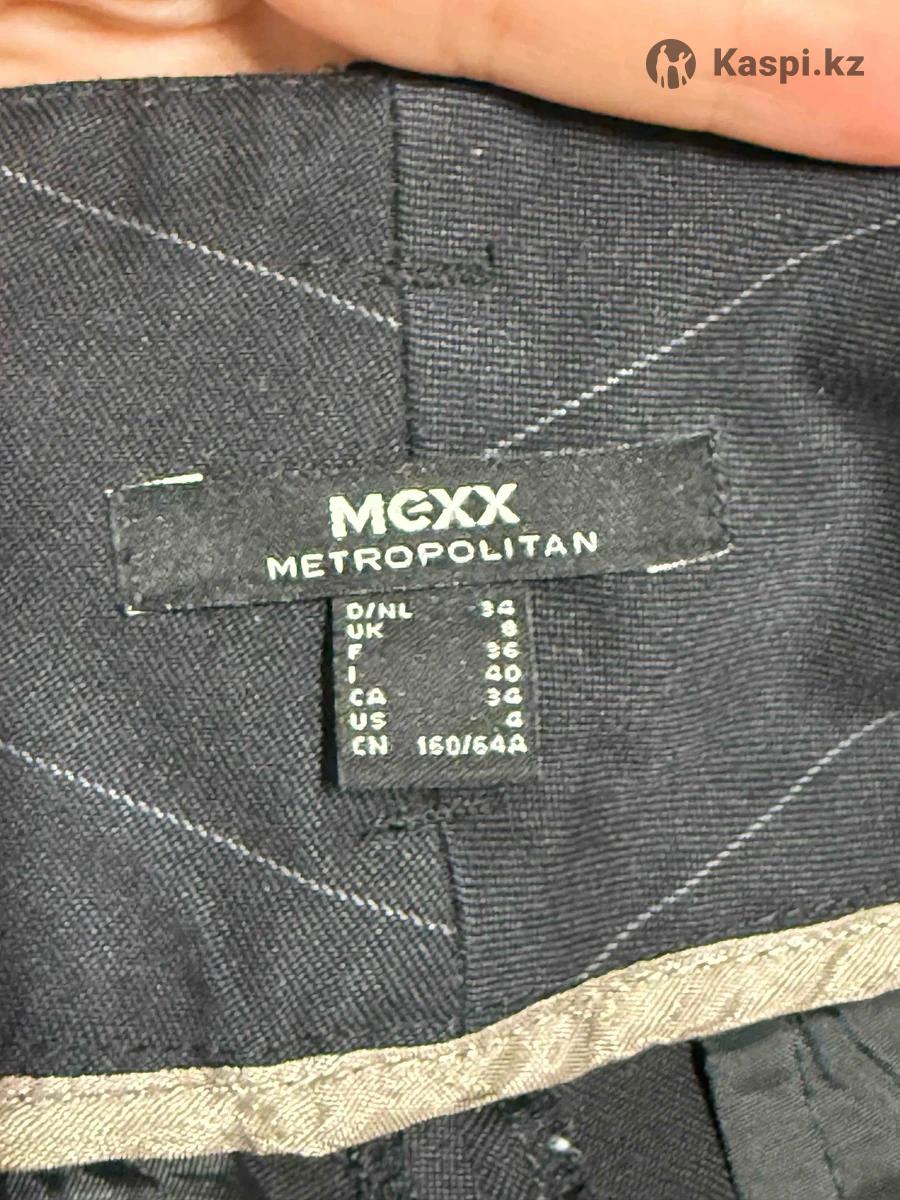 Kaspi.kz
MEXX
METROPOLITAN
D/NL 34
UK 8
F 36
I 40
CA 34
US 4
CN 160/64A